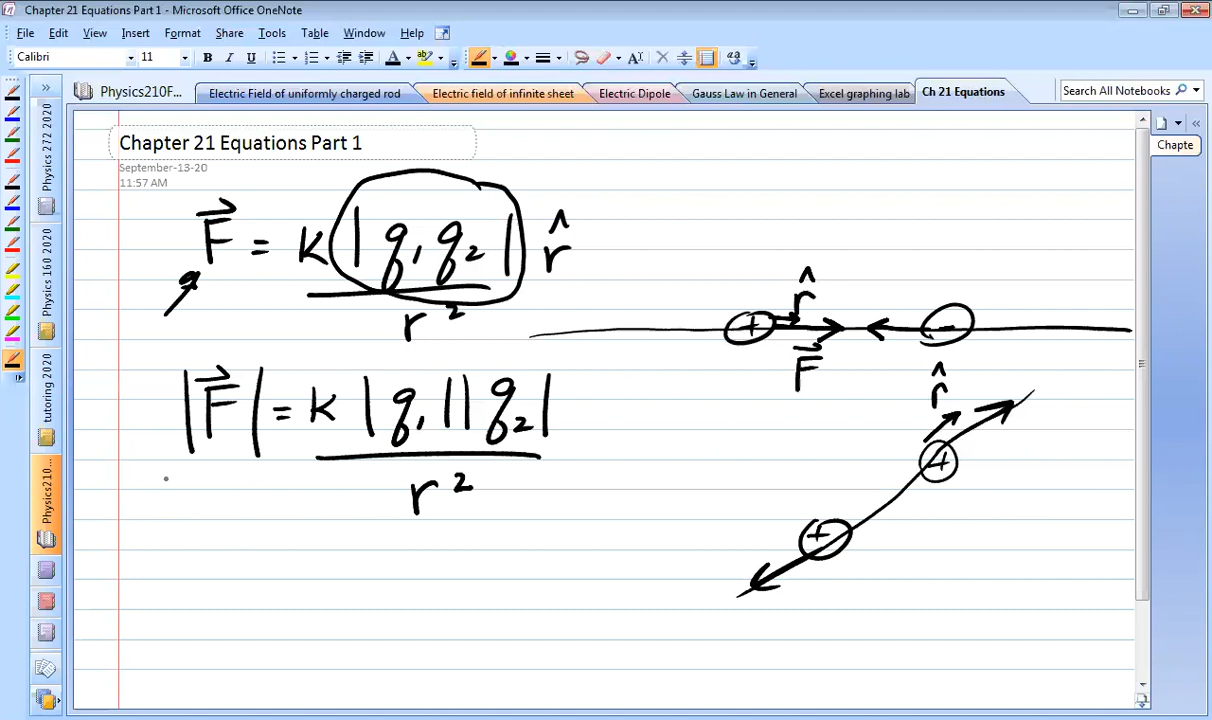 Chapter 21 Equations Part 1 - Microsoft Office OneNote
File Edit View Insert Format Share Tools Table Window Help
Calibri 11 B I U A ab A
Physics210F... Electric Field of uniformly charged rod Electric field of infinite sheet Electric Dipole Gauss Law in General Excel graphing lab Ch 21 Equations Search All Notebooks
Chapte
Physics 272 2020
Physics 160 2020
tutoring 2020
Physics210...
Chapter 21 Equations Part 1
September-13-20
11:57 AM
F⃗ = k |q₁ q₂| r̂
r²
r̂
+ -
F⃗
|F⃗| = k |q₁||q₂|
r²
r̂
+
+